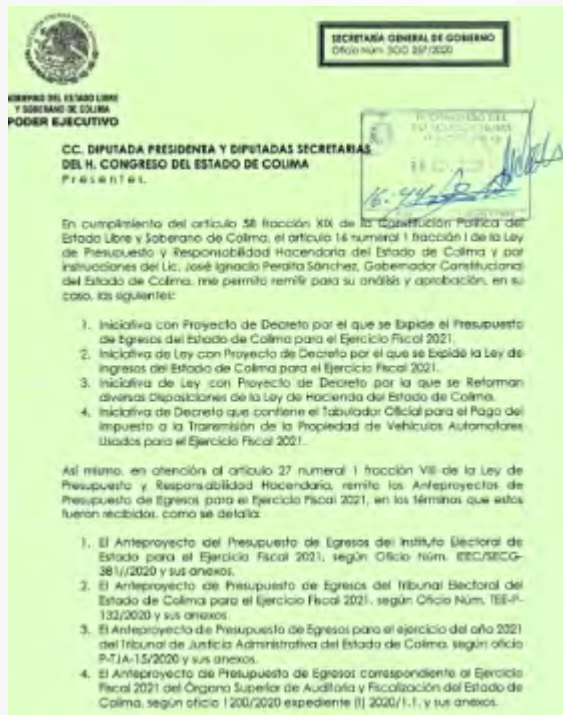 SECRETARÍA GENERAL DE GOBIERNO
Oficio Núm. SGG 257/2020
GOBIERNO DEL ESTADO LIBRE
Y SOBERANO DE COLIMA
PODER EJECUTIVO
CC. DIPUTADA PRESIDENTA Y DIPUTADAS SECRETARIAS
DEL H. CONGRESO DEL ESTADO DE COLIMA
Presentes.
16:44
En cumplimiento del artículo 58 fracción XIX de la Constitución Política del
Estado Libre y Soberano de Colima, el artículo 16 numeral 1 fracción I de la Ley
de Presupuesto y Responsabilidad Hacendaria del Estado de Colima y por
instrucciones del Lic. José Ignacio Peralta Sánchez, Gobernador Constitucional
del Estado de Colima, me permito remitir para su análisis y aprobación, en su
caso, las siguientes:
1. Iniciativa con Proyecto de Decreto por el que se Expide el Presupuesto
de Egresos del Estado de Colima para el Ejercicio Fiscal 2021.
2. Iniciativa de Ley con Proyecto de Decreto por el que se Expide la Ley de
Ingresos del Estado de Colima para el Ejercicio Fiscal 2021.
3. Iniciativa de Ley con Proyecto de Decreto por la que se Reforman
diversas Disposiciones de la Ley de Hacienda del Estado de Colima.
4. Iniciativa de Decreto que contiene el Tabulador Oficial para el Pago del
Impuesto a la Transmisión de la Propiedad de Vehículos Automotores
Usados para el Ejercicio Fiscal 2021.
Así mismo, en atención al artículo 27 numeral 1 fracción VIII de la Ley de
Presupuesto y Responsabilidad Hacendaria, remito los Anteproyectos de
Presupuesto de Egresos para el Ejercicio Fiscal 2021, en los términos que estos
fueron recibidos, como se detalla:
1. El Anteproyecto del Presupuesto de Egresos del Instituto Electoral de
Estado para el Ejercicio Fiscal 2021, según Oficio Núm. IEEC/SECG-
381//2020 y sus anexos.
2. El Anteproyecto de Presupuesto de Egresos del Tribunal Electoral del
Estado de Colima para el Ejercicio Fiscal 2021, según Oficio Núm. TEE-P-
132/2020 y sus anexos.
3. El Anteproyecto de Presupuesto de Egresos para el ejercicio del año 2021
del Tribunal de Justicia Administrativa del Estado de Colima, según oficio
P-TJA-15/2020 y sus anexos.
4. El Anteproyecto de Presupuesto de Egresos correspondiente al Ejercicio
Fiscal 2021 del Órgano Superior de Auditoría y Fiscalización del Estado de
Colima, según oficio 1200/2020 expediente (I) 2020/1.1. y sus anexos.